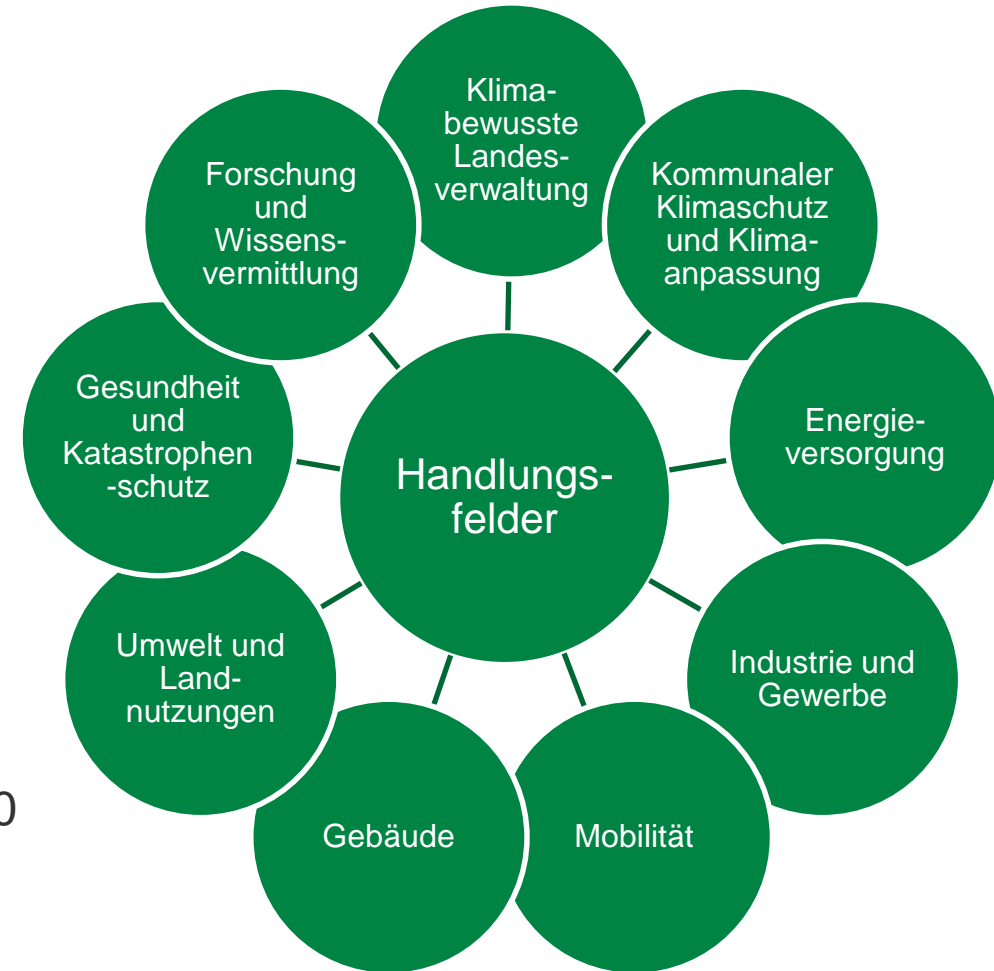 Klima-
bewusste
Landes-
verwaltung
Kommunaler
Klimaschutz
und Klima-
anpassung
Energie-
versorgung
Industrie und
Gewerbe
Mobilität
Gebäude
Umwelt und
Land-
nutzungen
Gesundheit
und
Katastrophen
-schutz
Forschung
und
Wissens-
vermittlung
Handlungs-
felder
0